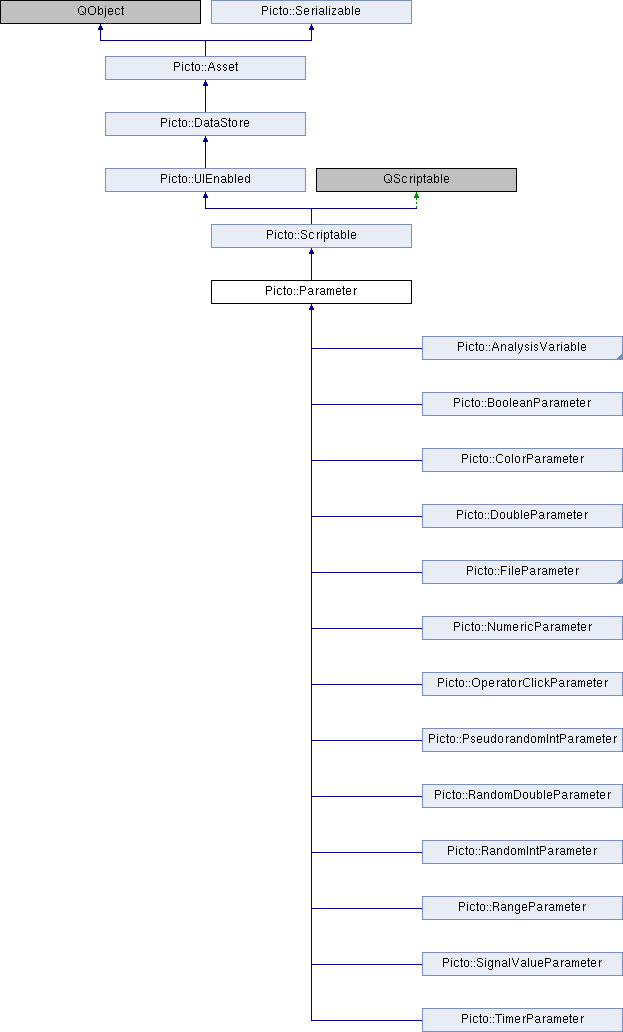 QObject
Picto::Serializable
Picto::Asset
Picto::DataStore
Picto::UIEnabled
QScriptable
Picto::Scriptable
Picto::Parameter
Picto::AnalysisVariable
Picto::BooleanParameter
Picto::ColorParameter
Picto::DoubleParameter
Picto::FileParameter
Picto::NumericParameter
Picto::OperatorClickParameter
Picto::PseudorandomIntParameter
Picto::RandomDoubleParameter
Picto::RandomIntParameter
Picto::RangeParameter
Picto::SignalValueParameter
Picto::TimerParameter